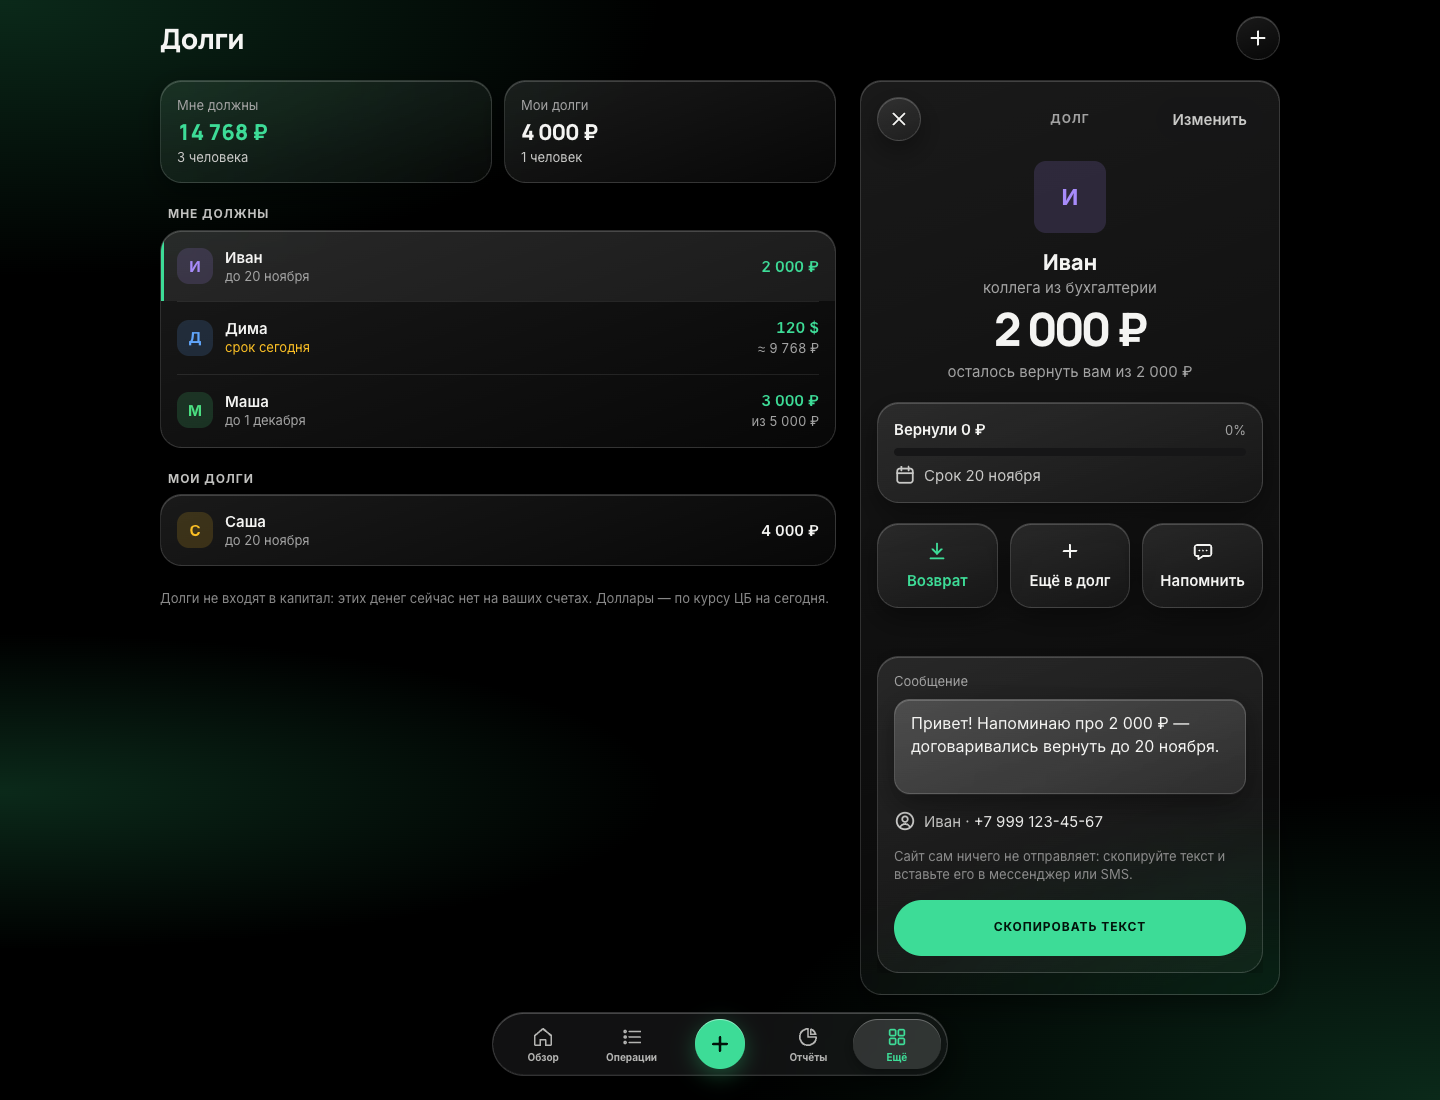 Долги
Мне должны
14 768 ₽
3 человека
Мои долги
4 000 ₽
1 человек
МНЕ ДОЛЖНЫ
И
Иван
до 20 ноября
2 000 ₽
Д
Дима
срок сегодня
120 $
≈ 9 768 ₽
М
Маша
до 1 декабря
3 000 ₽
из 5 000 ₽
МОИ ДОЛГИ
С
Саша
до 20 ноября
4 000 ₽
Долги не входят в капитал: этих денег сейчас нет на ваших счетах. Доллары — по курсу ЦБ на сегодня.
ДОЛГ
Изменить
И
Иван
коллега из бухгалтерии
2 000 ₽
осталось вернуть вам из 2 000 ₽
Вернули 0 ₽
0%
Срок 20 ноября
Возврат
Ещё в долг
Напомнить
Сообщение
Привет! Напоминаю про 2 000 ₽ —
договаривались вернуть до 20 ноября.
Иван · +7 999 123-45-67
Сайт сам ничего не отправляет: скопируйте текст и
вставьте его в мессенджер или SMS.
СКОПИРОВАТЬ ТЕКСТ
Обзор
Операции
Отчёты
Ещё